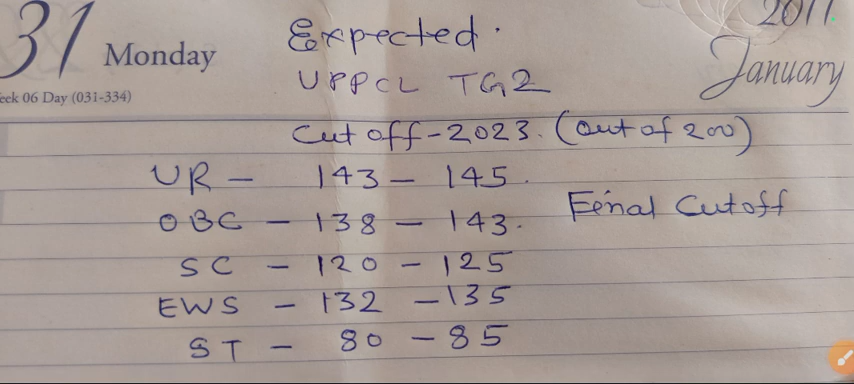 31 Monday
eek 06 Day (031-334)
2011
January
Expected.
UPPCL TG2
Cut off-2023. (out of 200)
UR - 143 - 145.
OBC - 138 - 143.
Final Cutoff
SC - 120 - 125
EWS - 132 - 135
ST - 80 - 85